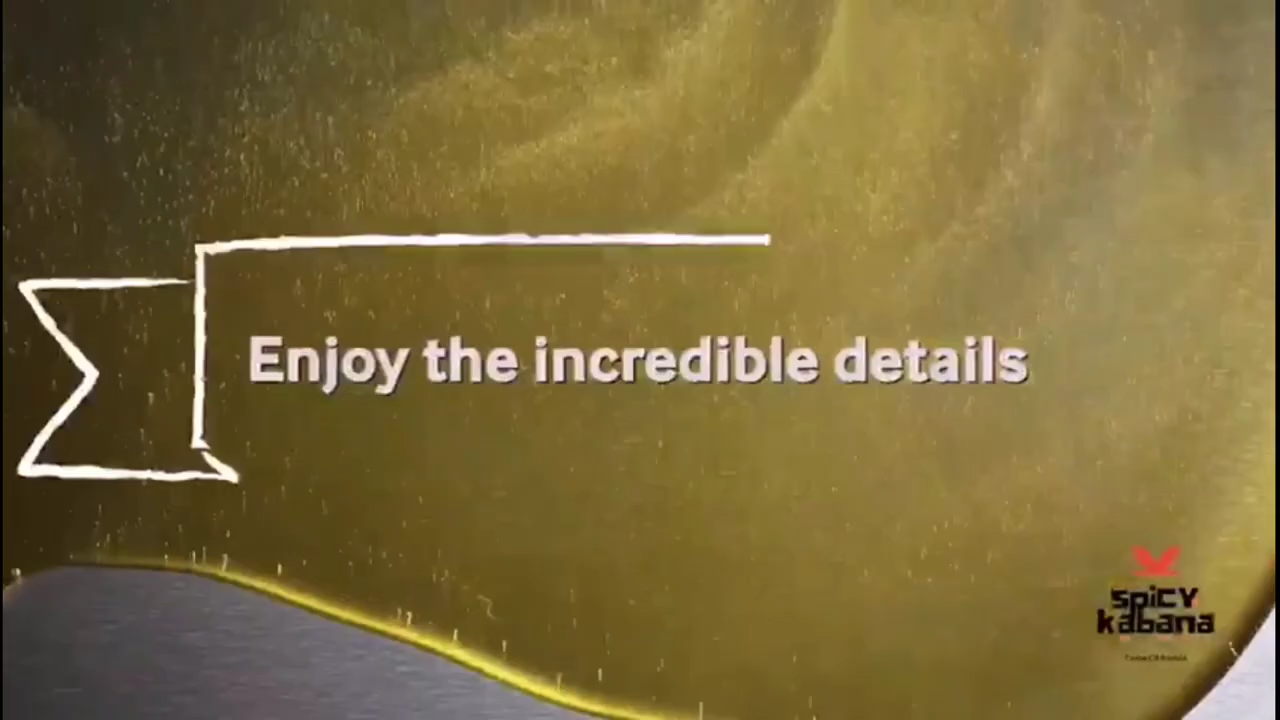 Enjoy the incredible details
spicy
kabana